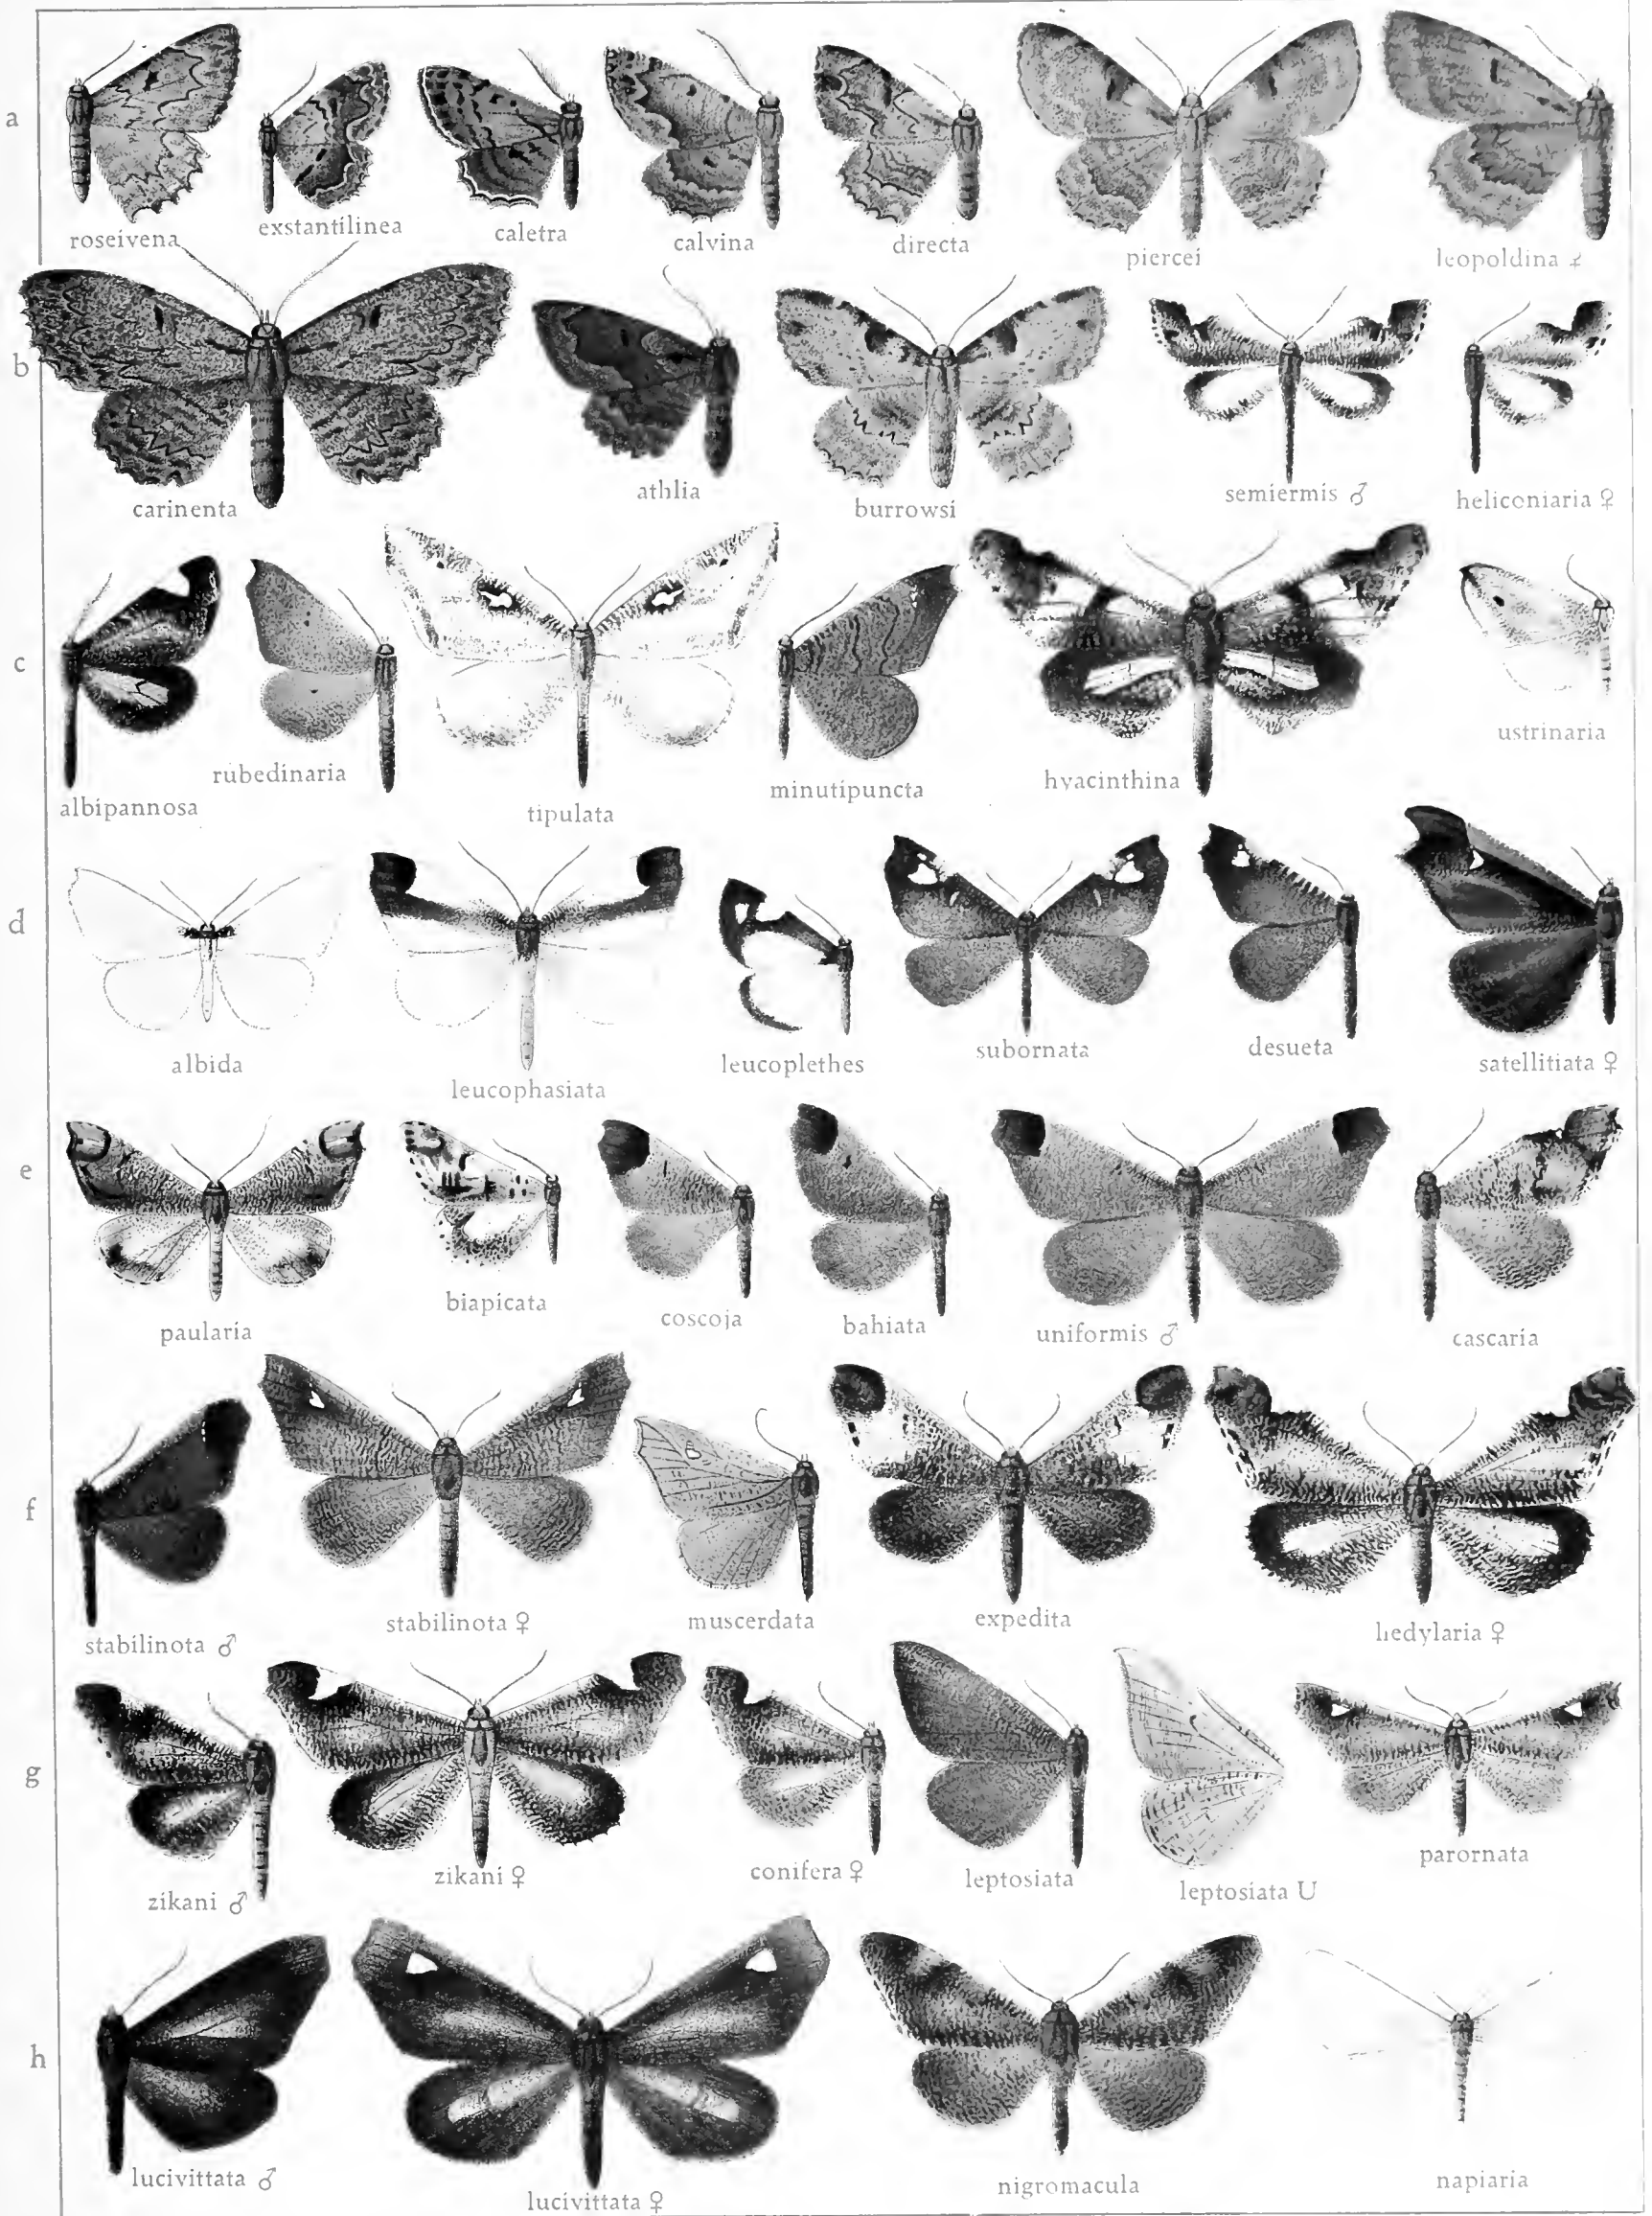 a
roseivena
exstantilinea
caletra
calvina
directa
piercei
leopoldina ♀
b
carinenta
athlia
burrowsi
semiermis ♂
heliconiaria ♀
c
albipannosa
rubedinaria
tipulata
minutipuncta
hyacinthina
ustrinaria
d
albida
leucophasiata
leucoplethes
subornata
desueta
satellitiata ♀
e
paularia
biapicata
coscoja
bahiata
uniformis ♂
cascaria
f
stabilinota ♂
stabilinota ♀
muscerdata
expedita
hedylaria ♀
g
zikani ♂
zikani ♀
conifera ♀
leptosiata
leptosiata U
parornata
h
lucivittata ♂
lucivittata ♀
nigromacula
napiaria